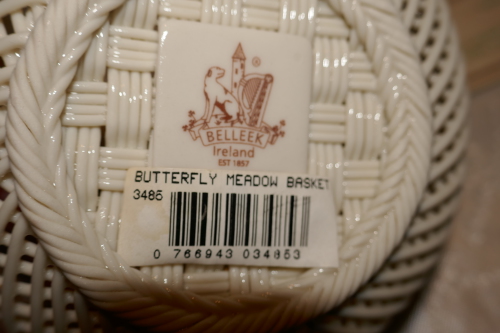 ®
BELLEEK
Ireland
EST 1857
BUTTERFLY MEADOW BASKET
3485
0 766943 034853